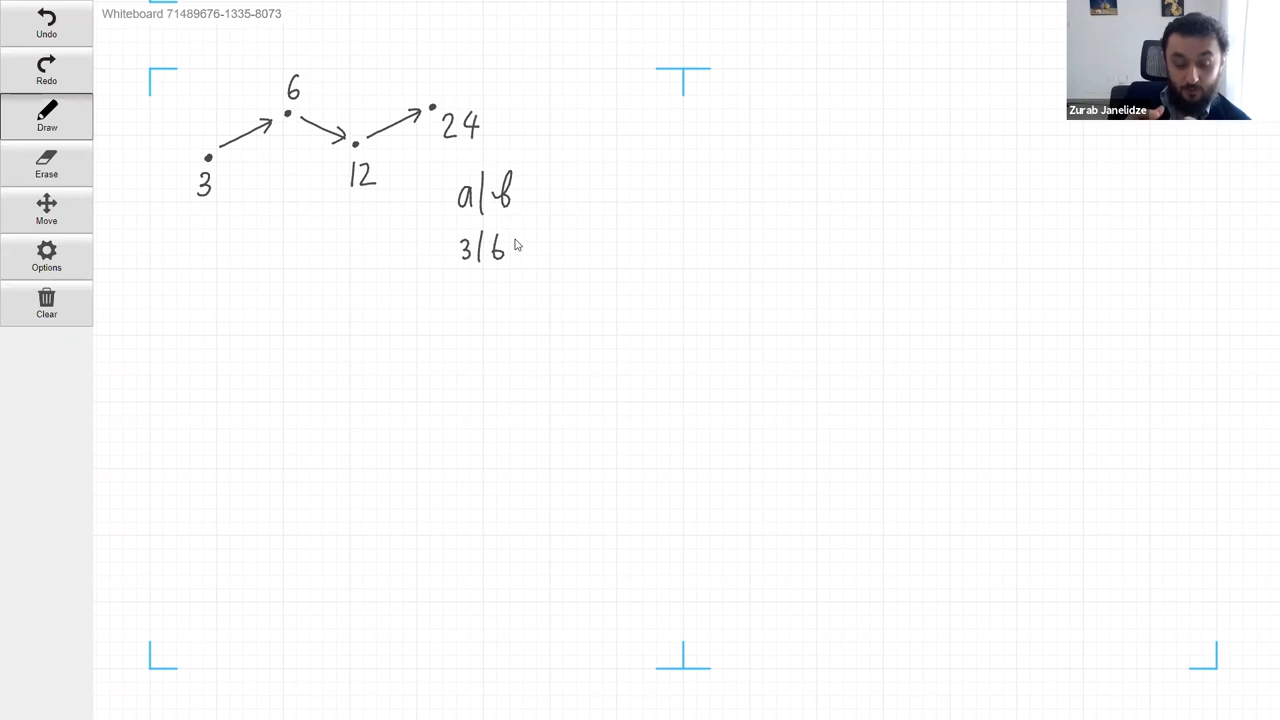 Whiteboard 71489676-1335-8073
Undo
Redo
Draw
Erase
Move
Options
Clear
Zurab Janelidze
6
24
3
12
a|b
3|6